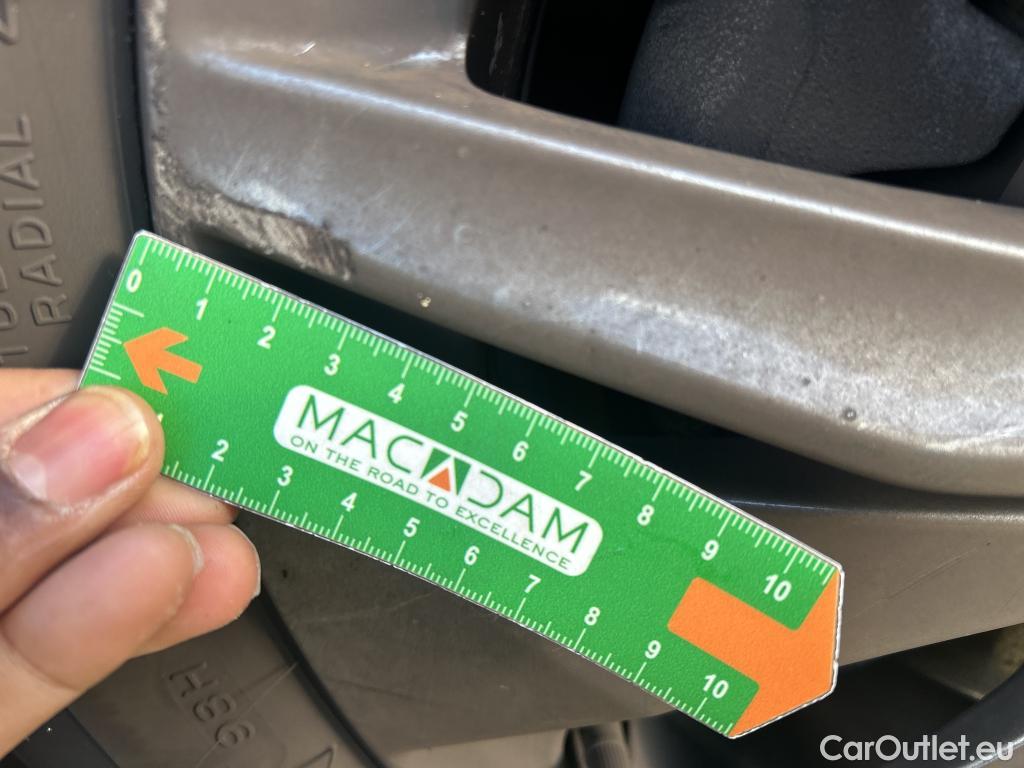 RADIAL
0 1 2 3 4 5 6 7 8 9 10
MACADAM
ON THE ROAD TO EXCELLENCE
2 3 4 5 6 7 8 9 10
H86
CarOutlet.eu